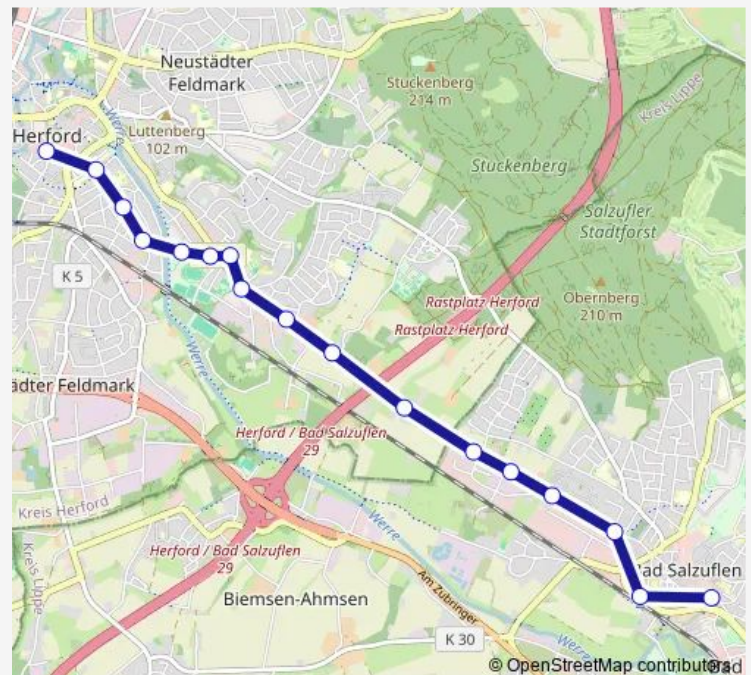 Neustädter
Feldmark
Stuckenberg
214 m
Kreis Lippe
Werre
Luttenberg
102 m
Herford
Stuckenberg
Salzufler
Stadtforst
K 5
Rastplatz Herford
Obernberg
210 m
Rastplatz Herford
Werre
ädter Feldmark
Herford / Bad Salzuflen
29
Kreis Herford
Werre
Kreis Lippe
Herford / Bad Salzuflen
29
Bad Salzuflen
Am Zubringer
Biemsen-Ahmsen
K 30
Werre
© OpenStreetMap contributors
Bad